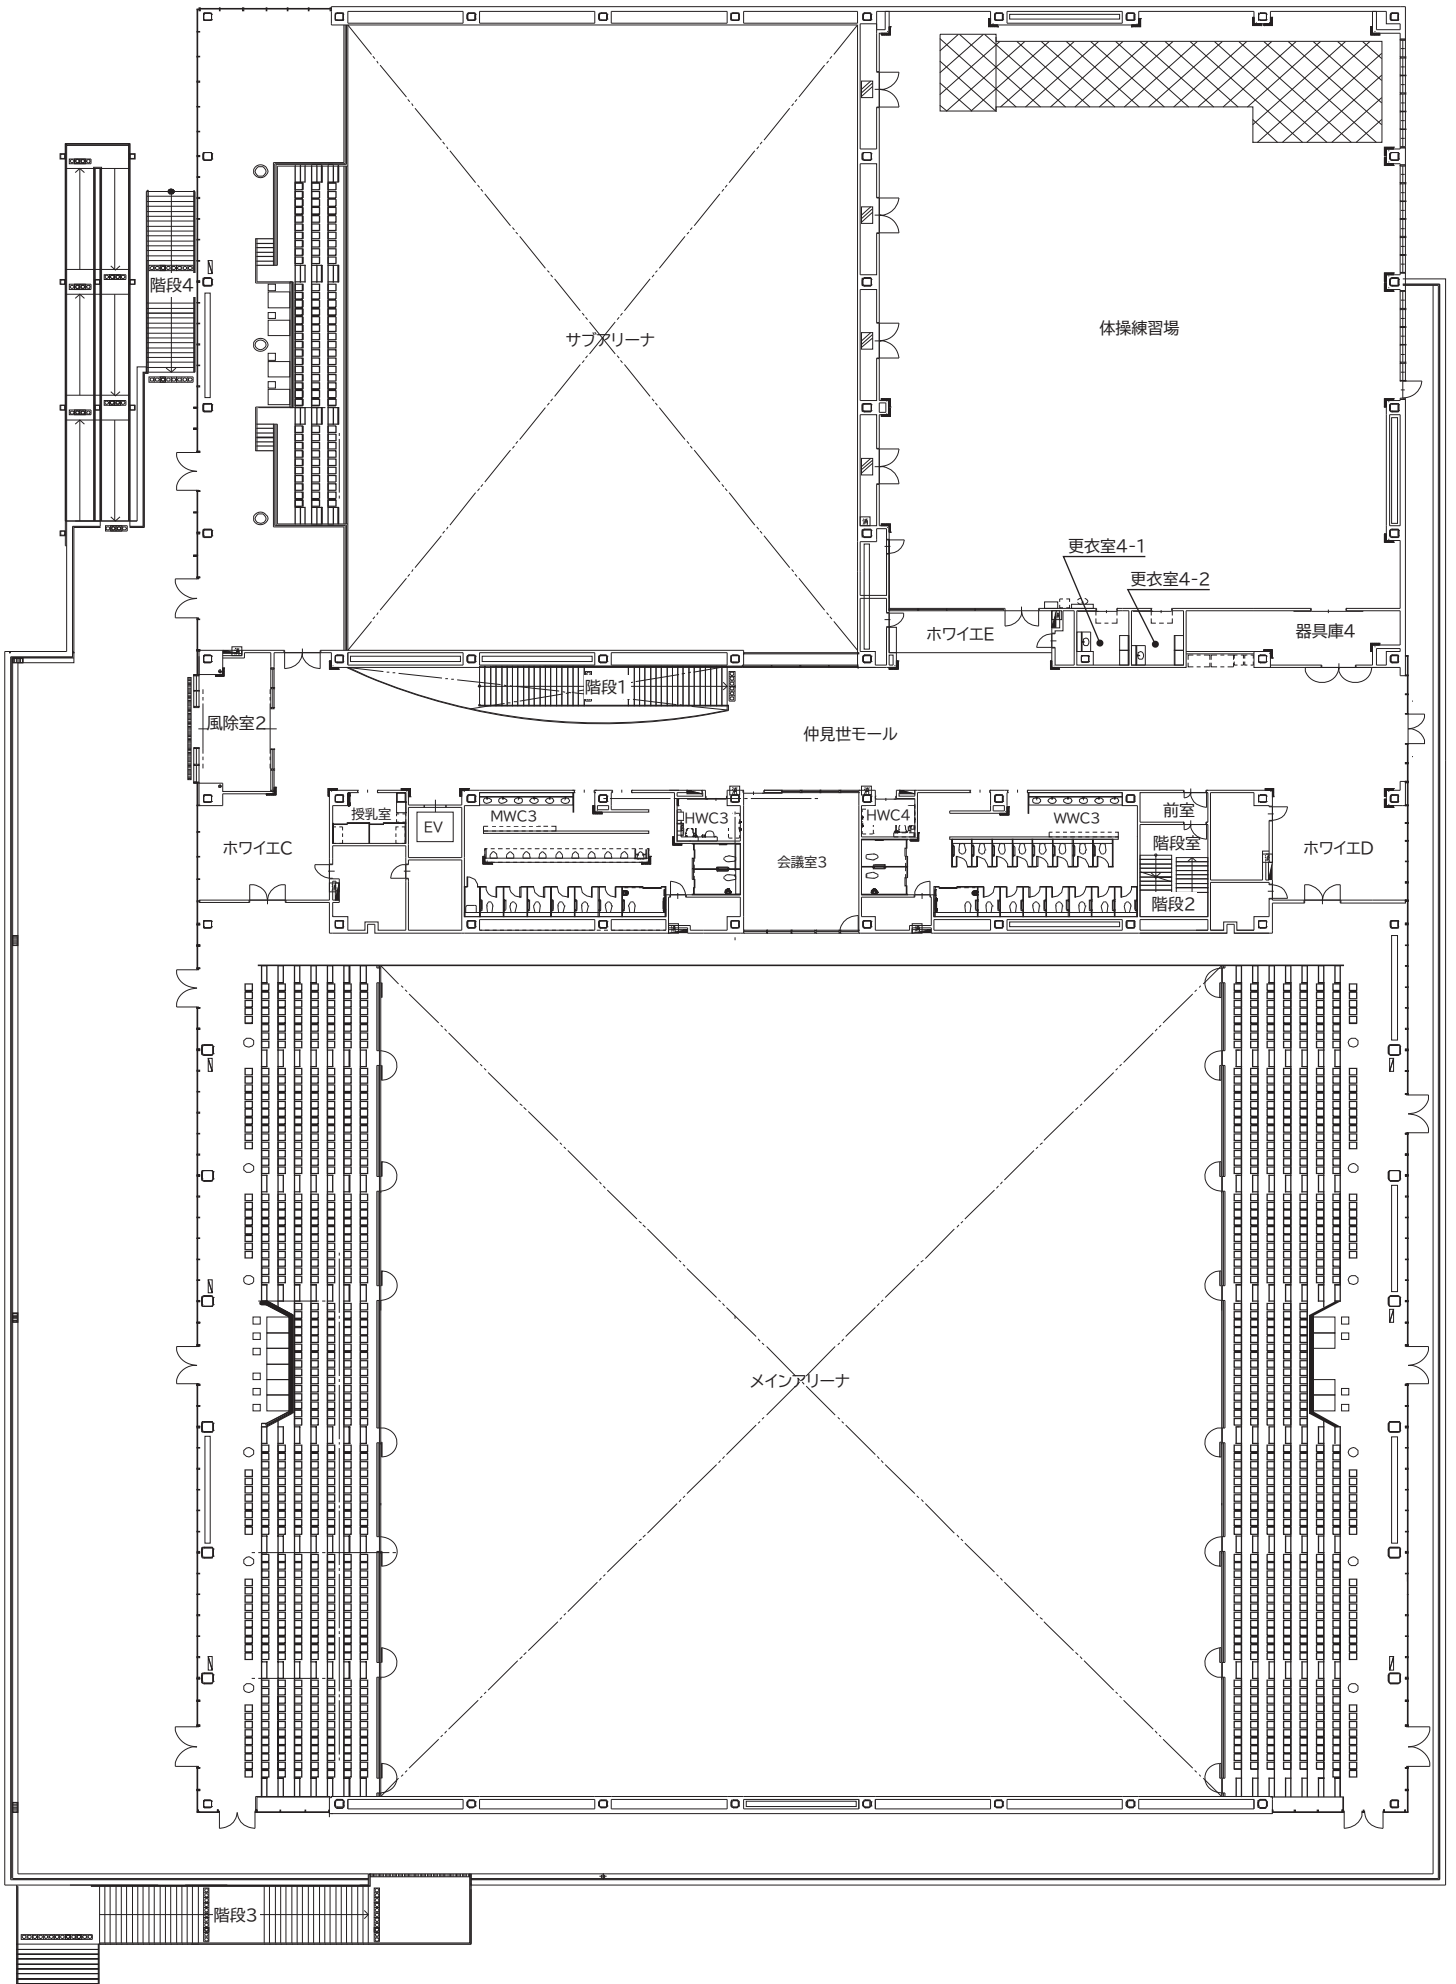 階段4
サブアリーナ
体操練習場
更衣室4-1
更衣室4-2
ホワイエE
器具庫4
階段1
風除室2
仲見世モール
授乳室
EV
MWC3
HWC3
HWC4
WWC3
前室
階段室
ホワイエC
会議室3
ホワイエD
階段2
メインアリーナ
階段3